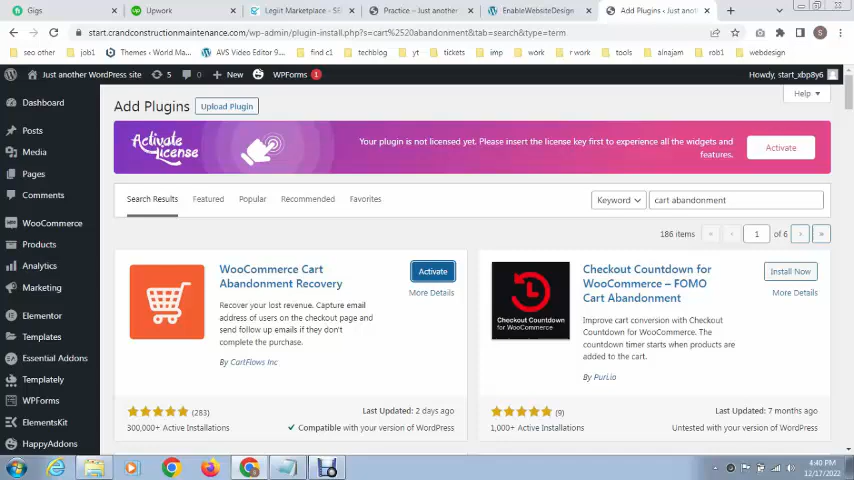 Gigs
Upwork
Legiit Marketplace - SE
Practice – Just another
EnableWebsiteDesign
Add Plugins ‹ Just anot
start.crandconstructionmaintenance.com/wp-admin/plugin-install.php?s=cart%2520abandonment&tab=search&type=term
seo other
job1
Themes ‹ World Ma...
AVS Video Editor 9...
find c1
techblog
yt
tickets
imp
work
r work
tools
alnajam
rob1
webdesign
Just another WordPress site
5
0
New
WPForms 1
Howdy, start_xbp8y6
Dashboard
Posts
Media
Pages
Comments
WooCommerce
Products
Analytics
Marketing
Elementor
Templates
Essential Addons
Templately
WPForms
ElementsKit
HappyAddons
Help
Add Plugins
Upload Plugin
Activate
License
Your plugin is not licensed yet. Please insert the license key first to experience all the widgets and
features.
Activate
Search Results
Featured
Popular
Recommended
Favorites
Keyword
cart abandonment
186 items
«
‹
1
of 6
›
»
WooCommerce Cart
Abandonment Recovery
Activate
More Details
Recover your lost revenue. Capture email
address of users on the checkout page and
send follow up emails if they don't
complete the purchase.
By CartFlows Inc
(283)
300,000+ Active Installations
Last Updated: 2 days ago
Compatible with your version of WordPress
Checkout Countdown
for WooCommerce
Checkout Countdown for
WooCommerce – FOMO
Cart Abandonment
Install Now
More Details
Improve cart conversion with Checkout
Countdown for WooCommerce. The
countdown timer starts when products are
added to the cart.
By Puri.io
(9)
1,000+ Active Installations
Last Updated: 7 months ago
Untested with your version of WordPress
4:40 PM
12/17/2022